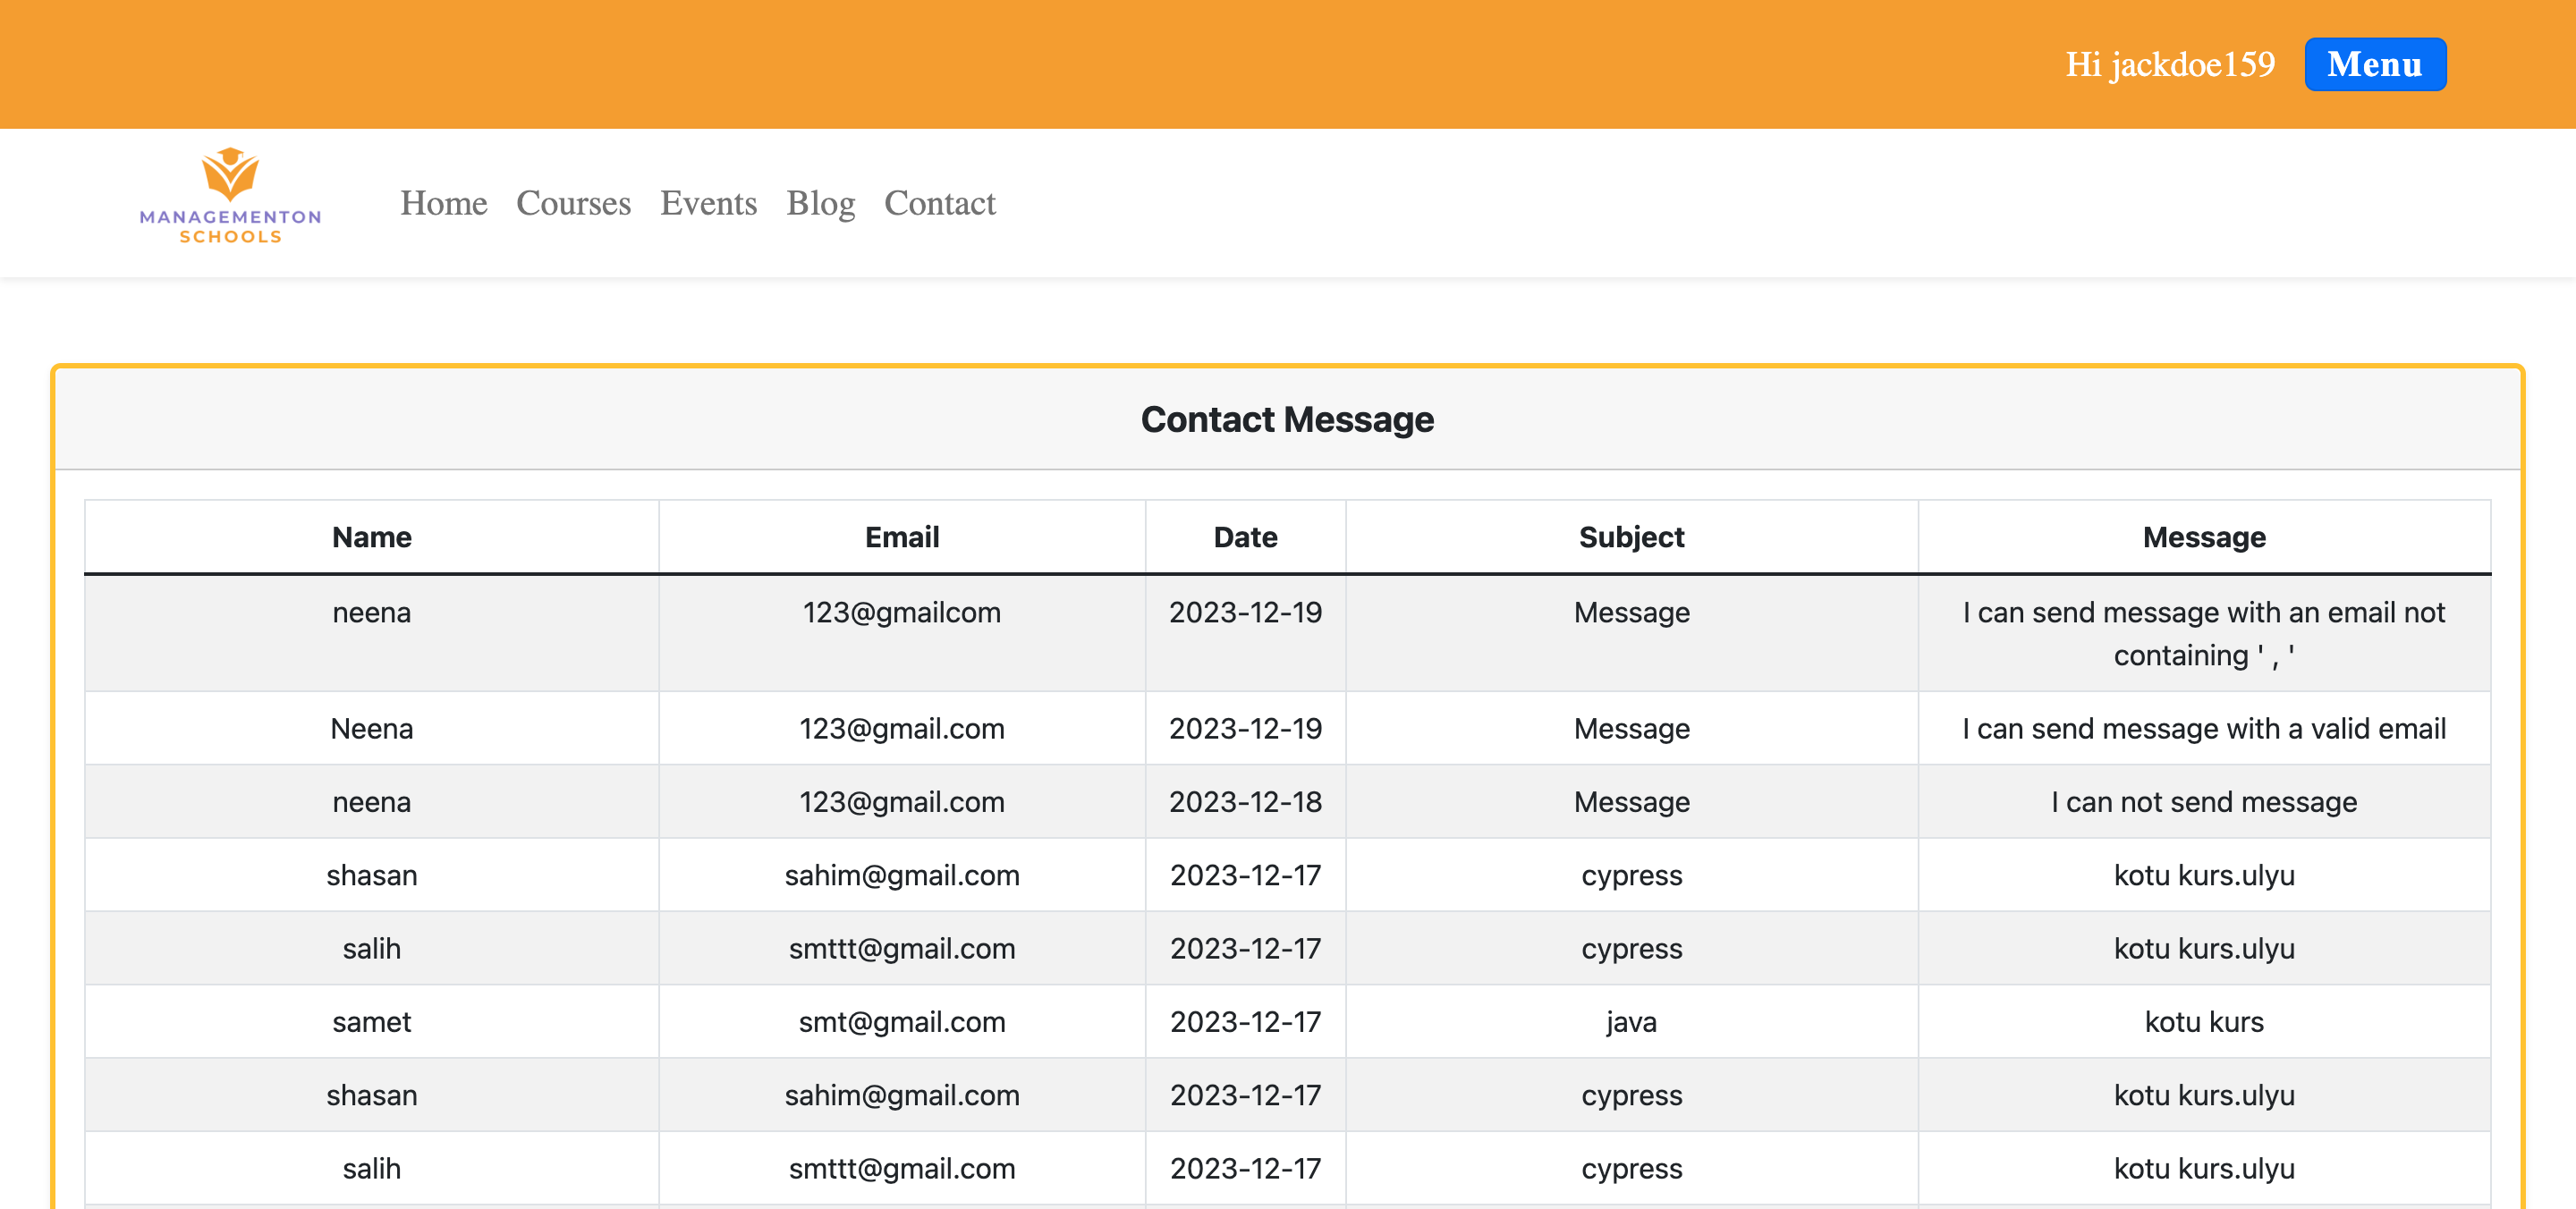 Hi jackdoe159 Menu
MANAGEMENTON
SCHOOLS
Home Courses Events Blog Contact
Contact Message
Name Email Date Subject Message
neena 123@gmailcom 2023-12-19 Message I can send message with an email not
containing ' , '
Neena 123@gmail.com 2023-12-19 Message I can send message with a valid email
neena 123@gmail.com 2023-12-18 Message I can not send message
shasan sahim@gmail.com 2023-12-17 cypress kotu kurs.ulyu
salih smttt@gmail.com 2023-12-17 cypress kotu kurs.ulyu
samet smt@gmail.com 2023-12-17 java kotu kurs
shasan sahim@gmail.com 2023-12-17 cypress kotu kurs.ulyu
salih smttt@gmail.com 2023-12-17 cypress kotu kurs.ulyu